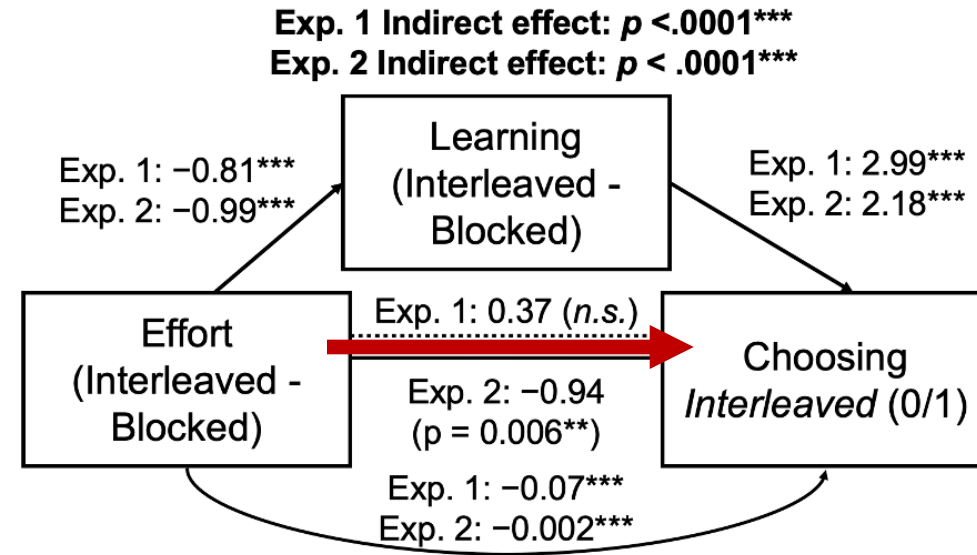 Exp. 1 Indirect effect: p <.0001***
Exp. 2 Indirect effect: p < .0001***
Learning
(Interleaved -
Blocked)
Exp. 1: −0.81***
Exp. 2: −0.99***
Exp. 1: 2.99***
Exp. 2: 2.18***
Effort
(Interleaved -
Blocked)
Exp. 1: 0.37 (n.s.)
Exp. 2: −0.94
(p = 0.006**)
Choosing
Interleaved (0/1)
Exp. 1: −0.07***
Exp. 2: −0.002***